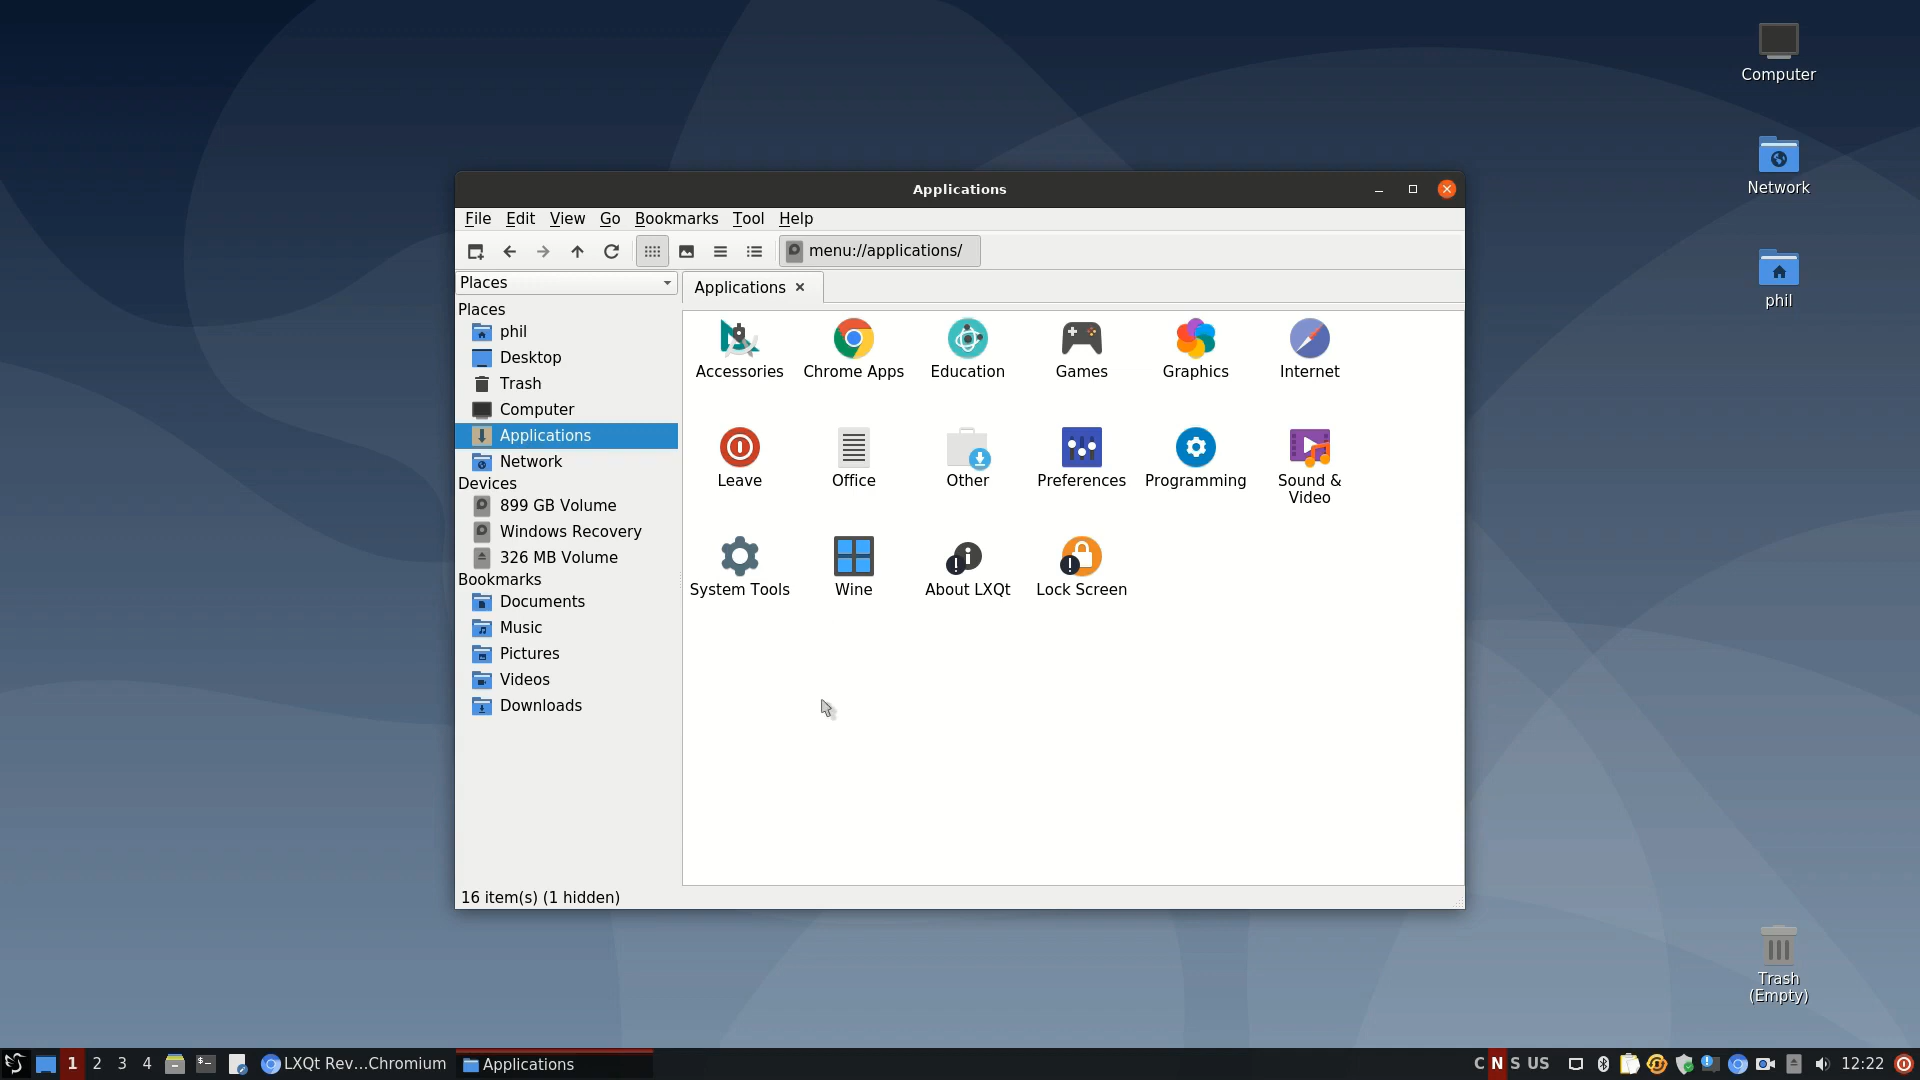 Computer
Network
phil
Applications
File Edit View Go Bookmarks Tool Help
menu://applications/
Places
Applications
Places
phil
Desktop
Trash
Computer
Applications
Network
Devices
899 GB Volume
Windows Recovery
326 MB Volume
Bookmarks
Documents
Music
Pictures
Videos
Downloads
Accessories
Chrome Apps
Education
Games
Graphics
Internet
Leave
Office
Other
Preferences
Programming
Sound &
Video
System Tools
Wine
About LXQt
Lock Screen
16 item(s) (1 hidden)
Trash
(Empty)
1 2 3 4
LXQt Rev...Chromium
Applications
C N S US
12:22